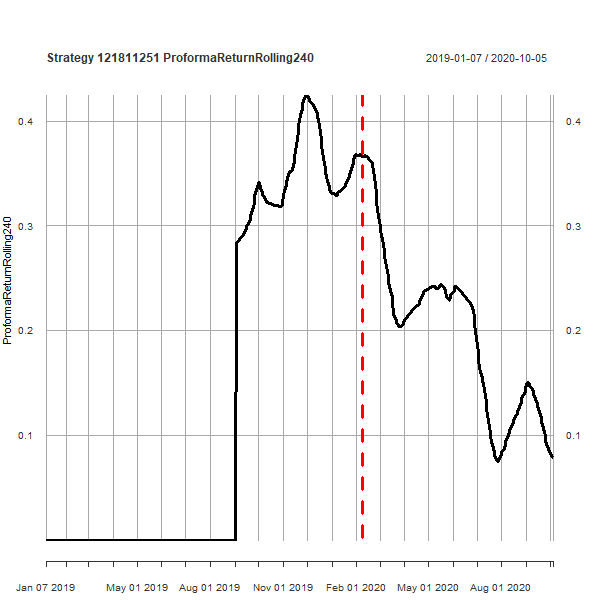 Strategy 121811251 ProformaReturnRolling240
2019-01-07 / 2020-10-05
ProformaReturnRolling240
0.4
0.4
0.3
0.3
0.2
0.2
0.1
0.1
Jan 07 2019
May 01 2019
Aug 01 2019
Nov 01 2019
Feb 01 2020
May 01 2020
Aug 01 2020